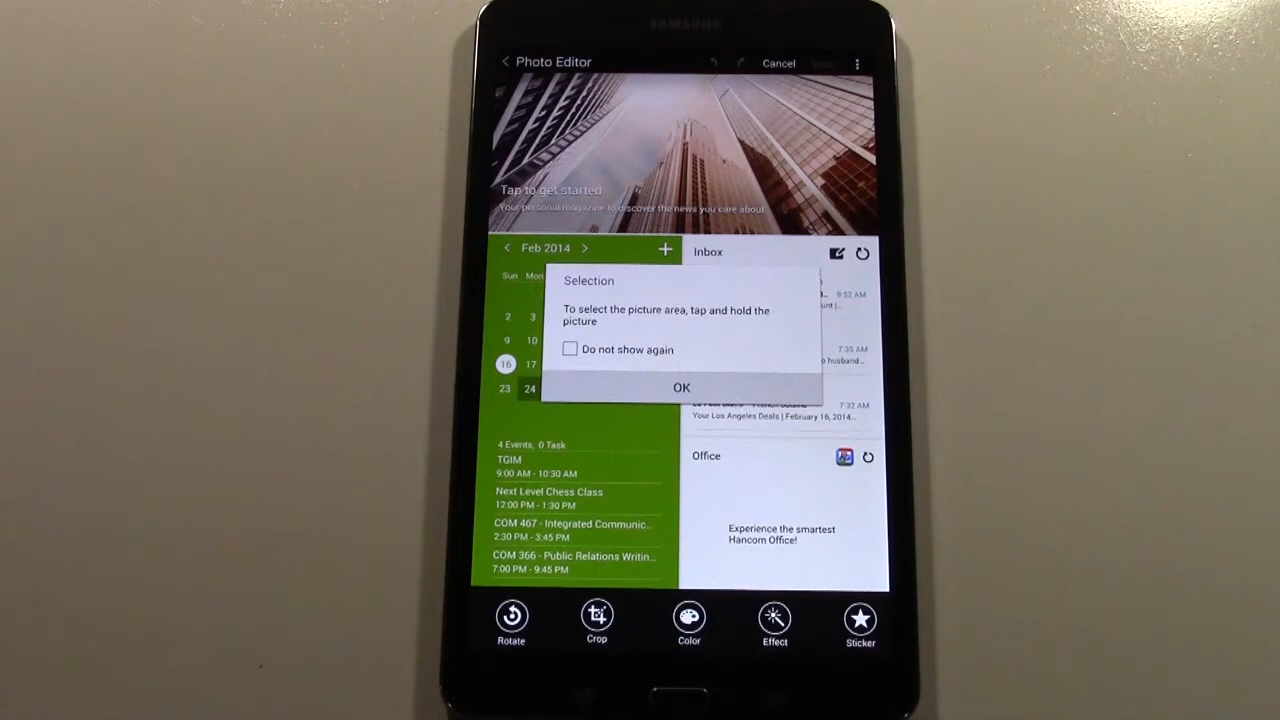 SAMSUNG
Photo Editor
Cancel
Save
Tap to get started
Your personal magazine to discover the news you care about
Feb 2014
Inbox
Sun Mon
Selection
To select the picture area, tap and hold the
picture
Do not show again
OK
2 3
9 10
16 17
23 24
9:52 AM
7:35 AM
husband...
7:32 AM
Your Los Angeles Deals | February 16, 2014...
4 Events, 0 Task
TGIM
9:00 AM - 10:30 AM
Next Level Chess Class
12:00 PM - 1:30 PM
COM 467 - Integrated Communic...
2:30 PM - 3:45 PM
COM 366 - Public Relations Writin...
7:00 PM - 9:45 PM
Office
Experience the smartest
Hancom Office!
Rotate
Crop
Color
Effect
Sticker